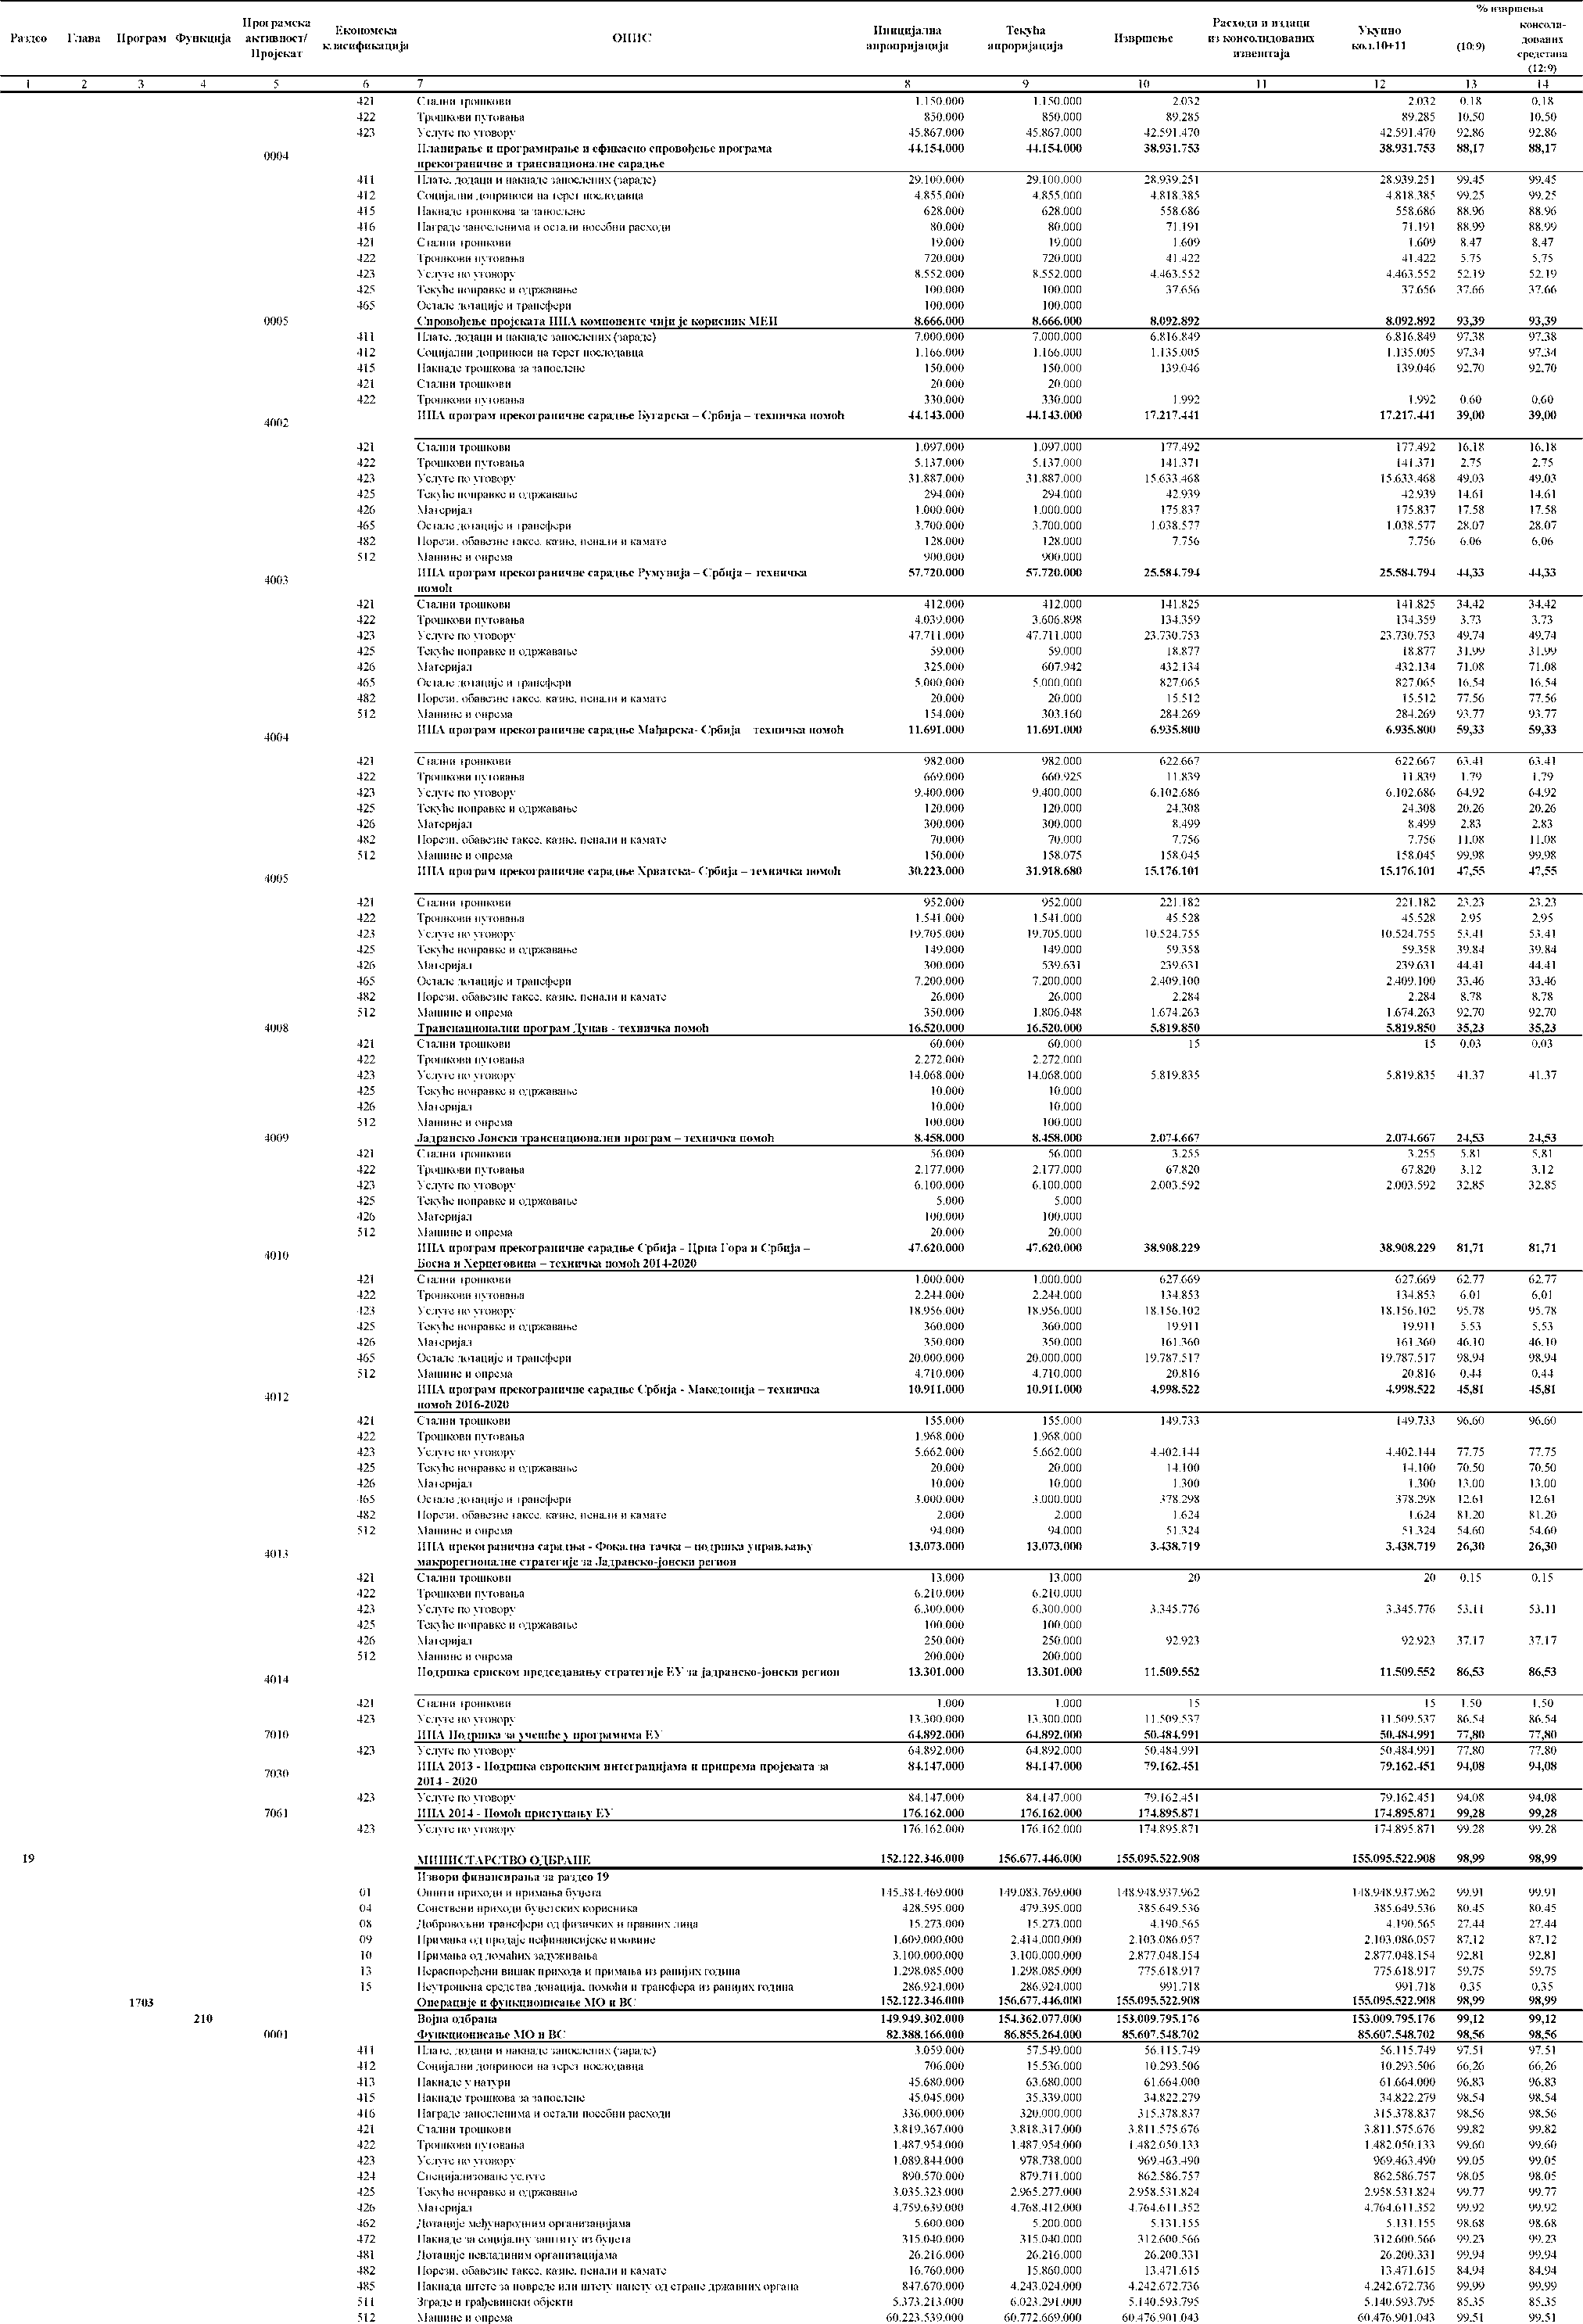 Раздео Глава Програм Функција Програмска активност/ Пројекат Економска класификација ОПИС Иницијална апропријација Текућа апроријација Извршење Расходи и издаци из консолидованих извештаја Укупно кол.10+11 % извршења (10:9) консоли-дованих средстава (12:9)
1 2 3 4 5 6 7 8 9 10 11 12 13 14
421 Стални трошкови 1.150.000 1.150.000 2.032 2.032 0,18 0,18
422 Трошкови путовања 850.000 850.000 89.285 89.285 10,50 10,50
423 Услуге по уговору 45.867.000 45.867.000 42.591.470 42.591.470 92,86 92,86
0004 Планирање и програмирање и ефикасно спровођење програма прекограничне и транснационалне сарадње 44.154.000 44.154.000 38.931.753 38.931.753 88,17 88,17
411 Плате, додаци и накнаде запослених (зараде) 29.100.000 29.100.000 28.939.251 28.939.251 99,45 99,45
412 Социјални доприноси на терет послодавца 4.855.000 4.855.000 4.818.385 4.818.385 99,25 99,25
415 Накнаде трошкова за запослене 628.000 628.000 558.686 558.686 88,96 88,96
416 Награде запосленима и остали посебни расходи 80.000 80.000 71.191 71.191 88,99 88,99
421 Стални трошкови 19.000 19.000 1.609 1.609 8,47 8,47
422 Трошкови путовања 720.000 720.000 41.422 41.422 5,75 5,75
423 Услуге по уговору 8.552.000 8.552.000 4.463.552 4.463.552 52,19 52,19
425 Текуће поправке и одржавање 100.000 100.000 37.656 37.656 37,66 37,66
465 Остале дотације и трансфери 100.000 100.000
0005 Спровођење пројеката ИПА компоненте чији је корисник МЕИ 8.666.000 8.666.000 8.092.892 8.092.892 93,39 93,39
411 Плате, додаци и накнаде запослених (зараде) 7.000.000 7.000.000 6.816.849 6.816.849 97,38 97,38
412 Социјални доприноси на терет послодавца 1.166.000 1.166.000 1.135.005 1.135.005 97,34 97,34
415 Накнаде трошкова за запослене 150.000 150.000 139.046 139.046 92,70 92,70
421 Стални трошкови 20.000 20.000
422 Трошкови путовања 330.000 330.000 1.992 1.992 0,60 0,60
4002 ИПА програм прекограничне сарадње Бугарска – Србија – техничка помоћ 44.143.000 44.143.000 17.217.441 17.217.441 39,00 39,00
421 Стални трошкови 1.097.000 1.097.000 177.492 177.492 16,18 16,18
422 Трошкови путовања 5.137.000 5.137.000 141.371 141.371 2,75 2,75
423 Услуге по уговору 31.887.000 31.887.000 15.633.468 15.633.468 49,03 49,03
425 Текуће поправке и одржавање 294.000 294.000 42.939 42.939 14,61 14,61
426 Материјал 1.000.000 1.000.000 175.837 175.837 17,58 17,58
465 Остале дотације и трансфери 3.700.000 3.700.000 1.038.577 1.038.577 28,07 28,07
482 Порези, обавезне таксе, казне, пенали и камате 128.000 128.000 7.756 7.756 6,06 6,06
512 Машине и опрема 900.000 900.000
4003 ИПА програм прекограничне сарадње Румунија – Србија – техничка помоћ 57.720.000 57.720.000 25.584.794 25.584.794 44,33 44,33
421 Стални трошкови 412.000 412.000 141.825 141.825 34,42 34,42
422 Трошкови путовања 4.039.000 3.606.898 134.359 134.359 3,73 3,73
423 Услуге по уговору 47.711.000 47.711.000 23.730.753 23.730.753 49,74 49,74
425 Текуће поправке и одржавање 59.000 59.000 18.877 18.877 31,99 31,99
426 Материјал 325.000 607.942 432.134 432.134 71,08 71,08
465 Остале дотације и трансфери 5.000.000 5.000.000 827.065 827.065 16,54 16,54
482 Порези, обавезне таксе, казне, пенали и камате 20.000 20.000 15.512 15.512 77,56 77,56
512 Машине и опрема 154.000 303.160 284.269 284.269 93,77 93,77
4004 ИПА програм прекограничне сарадње Мађарска- Србија – техничка помоћ 11.691.000 11.691.000 6.935.800 6.935.800 59,33 59,33
421 Стални трошкови 982.000 982.000 622.667 622.667 63,41 63,41
422 Трошкови путовања 669.000 660.925 11.839 11.839 1,79 1,79
423 Услуге по уговору 9.400.000 9.400.000 6.102.686 6.102.686 64,92 64,92
425 Текуће поправке и одржавање 120.000 120.000 24.308 24.308 20,26 20,26
426 Материјал 300.000 300.000 8.499 8.499 2,83 2,83
482 Порези, обавезне таксе, казне, пенали и камате 70.000 70.000 7.756 7.756 11,08 11,08
512 Машине и опрема 150.000 158.075 158.045 158.045 99,98 99,98
4005 ИПА програм прекограничне сарадње Хрватска- Србија – техничка помоћ 30.223.000 31.918.680 15.176.101 15.176.101 47,55 47,55
421 Стални трошкови 952.000 952.000 221.182 221.182 23,23 23,23
422 Трошкови путовања 1.541.000 1.541.000 45.528 45.528 2,95 2,95
423 Услуге по уговору 19.705.000 19.705.000 10.524.755 10.524.755 53,41 53,41
425 Текуће поправке и одржавање 149.000 149.000 59.358 59.358 39,84 39,84
426 Материјал 300.000 539.631 239.631 239.631 44,41 44,41
465 Остале дотације и трансфери 7.200.000 7.200.000 2.409.100 2.409.100 33,46 33,46
482 Порези, обавезне таксе, казне, пенали и камате 26.000 26.000 2.284 2.284 8,78 8,78
512 Машине и опрема 350.000 1.806.048 1.674.263 1.674.263 92,70 92,70
4008 Транснационални програм Дунав - техничка помоћ 16.520.000 16.520.000 5.819.850 5.819.850 35,23 35,23
421 Стални трошкови 60.000 60.000 15 15 0,03 0,03
422 Трошкови путовања 2.272.000 2.272.000
423 Услуге по уговору 14.068.000 14.068.000 5.819.835 5.819.835 41,37 41,37
425 Текуће поправке и одржавање 10.000 10.000
426 Материјал 10.000 10.000
512 Машине и опрема 100.000 100.000
4009 Јадранско Јонски транснационални програм – техничка помоћ 8.458.000 8.458.000 2.074.667 2.074.667 24,53 24,53
421 Стални трошкови 56.000 56.000 3.255 3.255 5,81 5,81
422 Трошкови путовања 2.177.000 2.177.000 67.820 67.820 3,12 3,12
423 Услуге по уговору 6.100.000 6.100.000 2.003.592 2.003.592 32,85 32,85
425 Текуће поправке и одржавање 5.000 5.000
426 Материјал 100.000 100.000
512 Машине и опрема 20.000 20.000
4010 ИПА програм прекограничне сарадње Србија - Црна Гора и Србија – Босна и Херцеговина – техничка помоћ 2014-2020 47.620.000 47.620.000 38.908.229 38.908.229 81,71 81,71
421 Стални трошкови 1.000.000 1.000.000 627.669 627.669 62,77 62,77
422 Трошкови путовања 2.244.000 2.244.000 134.853 134.853 6,01 6,01
423 Услуге по уговору 18.956.000 18.956.000 18.156.102 18.156.102 95,78 95,78
425 Текуће поправке и одржавање 360.000 360.000 19.911 19.911 5,53 5,53
426 Материјал 350.000 350.000 161.360 161.360 46,10 46,10
465 Остале дотације и трансфери 20.000.000 20.000.000 19.787.517 19.787.517 98,94 98,94
512 Машине и опрема 4.710.000 4.710.000 20.816 20.816 0,44 0,44
4012 ИПА програм прекограничне сарадње Србија - Македонија – техничка помоћ 2016-2020 10.911.000 10.911.000 4.998.522 4.998.522 45,81 45,81
421 Стални трошкови 155.000 155.000 149.733 149.733 96,60 96,60
422 Трошкови путовања 1.968.000 1.968.000
423 Услуге по уговору 5.662.000 5.662.000 4.402.144 4.402.144 77,75 77,75
425 Текуће поправке и одржавање 20.000 20.000 14.100 14.100 70,50 70,50
426 Материјал 10.000 10.000 1.300 1.300 13,00 13,00
465 Остале дотације и трансфери 3.000.000 3.000.000 378.298 378.298 12,61 12,61
482 Порези, обавезне таксе, казне, пенали и камате 2.000 2.000 1.624 1.624 81,20 81,20
512 Машине и опрема 94.000 94.000 51.324 51.324 54,60 54,60
4013 ИПА прекогранична сарадња - Фокална тачка – подршка управљању макрорегионалне стратегије за Јадранско-јонски регион 13.073.000 13.073.000 3.438.719 3.438.719 26,30 26,30
421 Стални трошкови 13.000 13.000 20 20 0,15 0,15
422 Трошкови путовања 6.210.000 6.210.000
423 Услуге по уговору 6.300.000 6.300.000 3.345.776 3.345.776 53,11 53,11
425 Текуће поправке и одржавање 100.000 100.000
426 Материјал 250.000 250.000 92.923 92.923 37,17 37,17
512 Машине и опрема 200.000 200.000
4014 Подршка српском председавању стратегије ЕУ за јадранско-јонски регион 13.301.000 13.301.000 11.509.552 11.509.552 86,53 86,53
421 Стални трошкови 1.000 1.000 15 15 1,50 1,50
423 Услуге по уговору 13.300.000 13.300.000 11.509.537 11.509.537 86,54 86,54
7010 ИПА Подршка за учешће у програмима ЕУ 64.892.000 64.892.000 50.484.991 50.484.991 77,80 77,80
423 Услуге по уговору 64.892.000 64.892.000 50.484.991 50.484.991 77,80 77,80
7030 ИПА 2013 - Подршка европским интеграцијама и припрема пројеката за 2014 - 2020 84.147.000 84.147.000 79.162.451 79.162.451 94,08 94,08
423 Услуге по уговору 84.147.000 84.147.000 79.162.451 79.162.451 94,08 94,08
7061 ИПА 2014 - Помоћ приступању ЕУ 176.162.000 176.162.000 174.895.871 174.895.871 99,28 99,28
423 Услуге по уговору 176.162.000 176.162.000 174.895.871 174.895.871 99,28 99,28
19 МИНИСТАРСТВО ОДБРАНЕ 152.122.346.000 156.677.446.000 155.095.522.908 155.095.522.908 98,99 98,99
Извори финансирања за раздео 19
01 Општи приходи и примања буџета 145.384.469.000 149.083.769.000 148.948.937.962 148.948.937.962 99,91 99,91
04 Сопствени приходи буџетских корисника 428.595.000 479.395.000 385.649.536 385.649.536 80,45 80,45
08 Добровољни трансфери од физичких и правних лица 15.273.000 15.273.000 4.190.565 4.190.565 27,44 27,44
09 Примања од продаје нефинансијске имовине 1.609.000.000 2.414.000.000 2.103.086.057 2.103.086.057 87,12 87,12
10 Примања од домаћих задуживања 3.100.000.000 3.100.000.000 2.877.048.154 2.877.048.154 92,81 92,81
13 Нераспоређени вишак прихода и примања из ранијих година 1.298.085.000 1.298.085.000 775.618.917 775.618.917 59,75 59,75
15 Неутрошена средства донација, помоћи и трансфера из ранијих година 286.924.000 286.924.000 991.718 991.718 0,35 0,35
1703 Операције и функционисање МО и ВС 152.122.346.000 156.677.446.000 155.095.522.908 155.095.522.908 98,99 98,99
210 Војна одбрана 149.949.302.000 154.362.077.000 153.009.795.176 153.009.795.176 99,12 99,12
0001 Функционисање МО и ВС 82.388.166.000 86.855.264.000 85.607.548.702 85.607.548.702 98,56 98,56
411 Плате, додаци и накнаде запослених (зараде) 3.059.000 57.549.000 56.115.749 56.115.749 97,51 97,51
412 Социјални доприноси на терет послодавца 706.000 15.536.000 10.293.506 10.293.506 66,26 66,26
413 Накнаде у натури 45.680.000 63.680.000 61.664.000 61.664.000 96,83 96,83
415 Накнаде трошкова за запослене 45.045.000 35.339.000 34.822.279 34.822.279 98,54 98,54
416 Награде запосленима и остали посебни расходи 336.000.000 320.000.000 315.378.837 315.378.837 98,56 98,56
421 Стални трошкови 3.819.367.000 3.818.317.000 3.811.575.676 3.811.575.676 99,82 99,82
422 Трошкови путовања 1.487.954.000 1.487.954.000 1.482.050.133 1.482.050.133 99,60 99,60
423 Услуге по уговору 1.089.844.000 978.738.000 969.463.490 969.463.490 99,05 99,05
424 Специјализоване услуге 890.570.000 879.711.000 862.586.757 862.586.757 98,05 98,05
425 Текуће поправке и одржавање 3.035.323.000 2.965.277.000 2.958.531.824 2.958.531.824 99,77 99,77
426 Материјал 4.759.639.000 4.768.412.000 4.764.611.352 4.764.611.352 99,92 99,92
462 Дотације међународним организацијама 5.600.000 5.200.000 5.131.155 5.131.155 98,68 98,68
472 Накнаде за социјалну заштиту из буџета 315.040.000 315.040.000 312.600.566 312.600.566 99,23 99,23
481 Дотације невладиним организацијама 26.216.000 26.216.000 26.200.331 26.200.331 99,94 99,94
482 Порези, обавезне таксе, казне, пенали и камате 16.760.000 15.860.000 13.471.615 13.471.615 84,94 84,94
485 Накнада штете за повреде или штету нанету од стране државних органа 847.670.000 4.243.024.000 4.242.672.736 4.242.672.736 99,99 99,99
511 Зграде и грађевински објекти 5.373.213.000 6.023.291.000 5.140.593.795 5.140.593.795 85,35 85,35
512 Машине и опрема 60.223.539.000 60.772.669.000 60.476.901.043 60.476.901.043 99,51 99,51